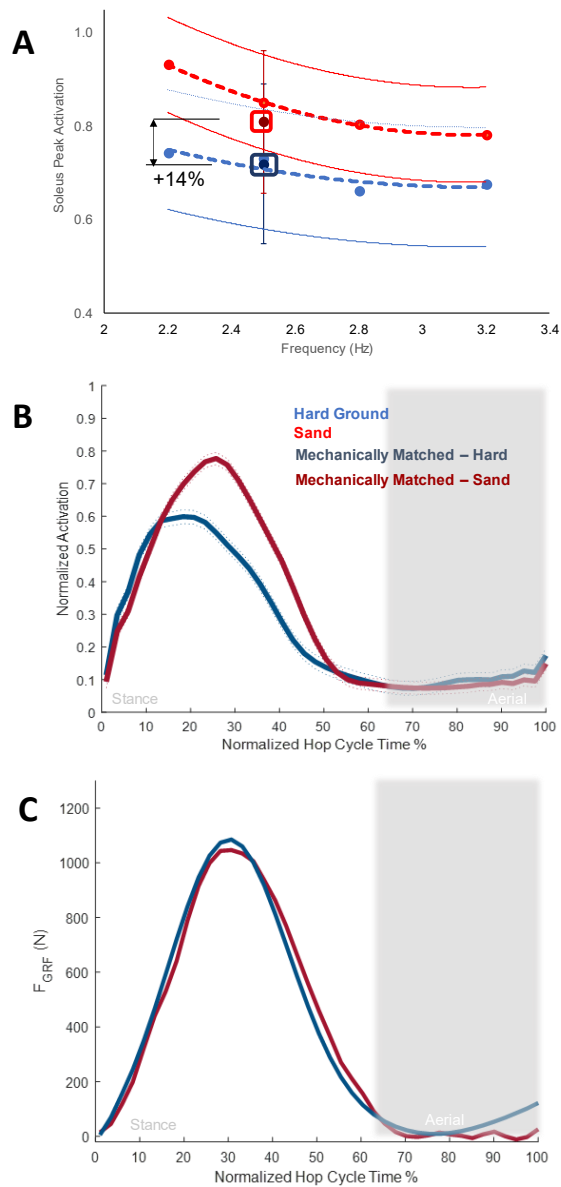 A
Soleus Peak Activation
1.0
0.8
0.6
0.4
+14%
2
2.2
2.4
2.6
2.8
3
3.2
3.4
Frequency (Hz)
B
Normalized Activation
1
0.9
0.8
0.7
0.6
0.5
0.4
0.3
0.2
0.1
0
Hard Ground
Sand
Mechanically Matched – Hard
Mechanically Matched – Sand
Stance
Aerial
0 10 20 30 40 50 60 70 80 90 100
Normalized Hop Cycle Time %
C
F GRF (N)
1200
1000
800
600
400
200
0
Stance
Aerial
0 10 20 30 40 50 60 70 80 90 100
Normalized Hop Cycle Time %